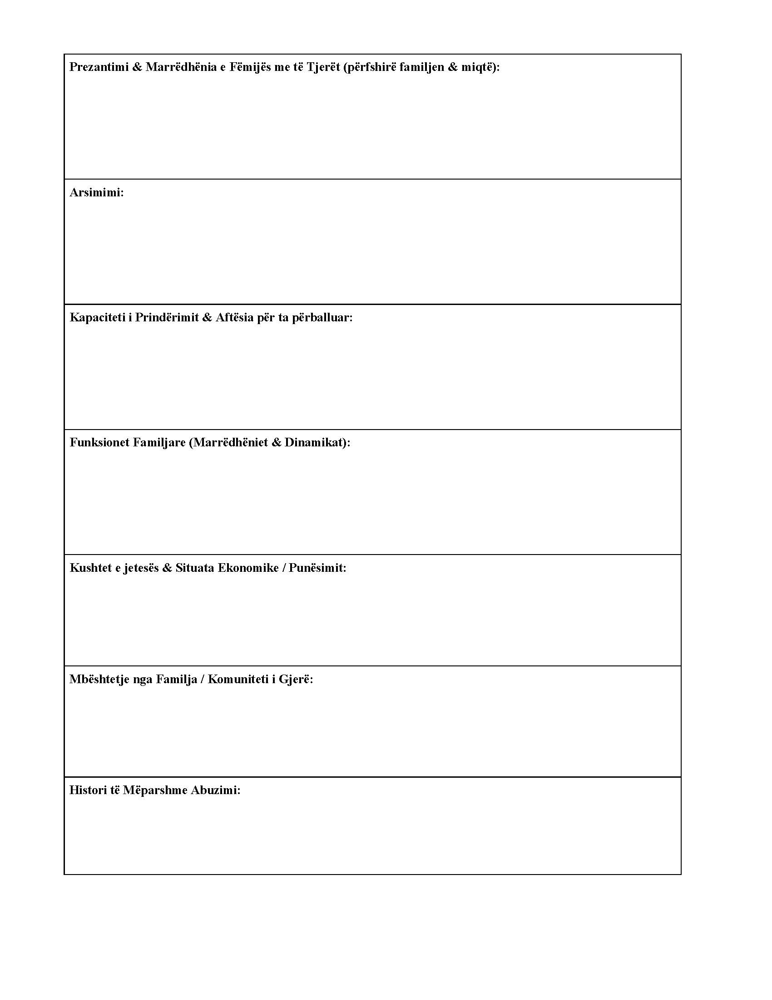 Prezantimi & Marrëdhënia e Fëmijës me të Tjerët (përfshirë familjen & miqtë):
Arsimimi:
Kapaciteti i Prindërimit & Aftësia për ta përballuar:
Funksionet Familjare (Marrëdhëniet & Dinamikat):
Kushtet e jetesës & Situata Ekonomike / Punësimit:
Mbështetje nga Familja / Komuniteti i Gjerë:
Histori të Mëparshme Abuzimi: